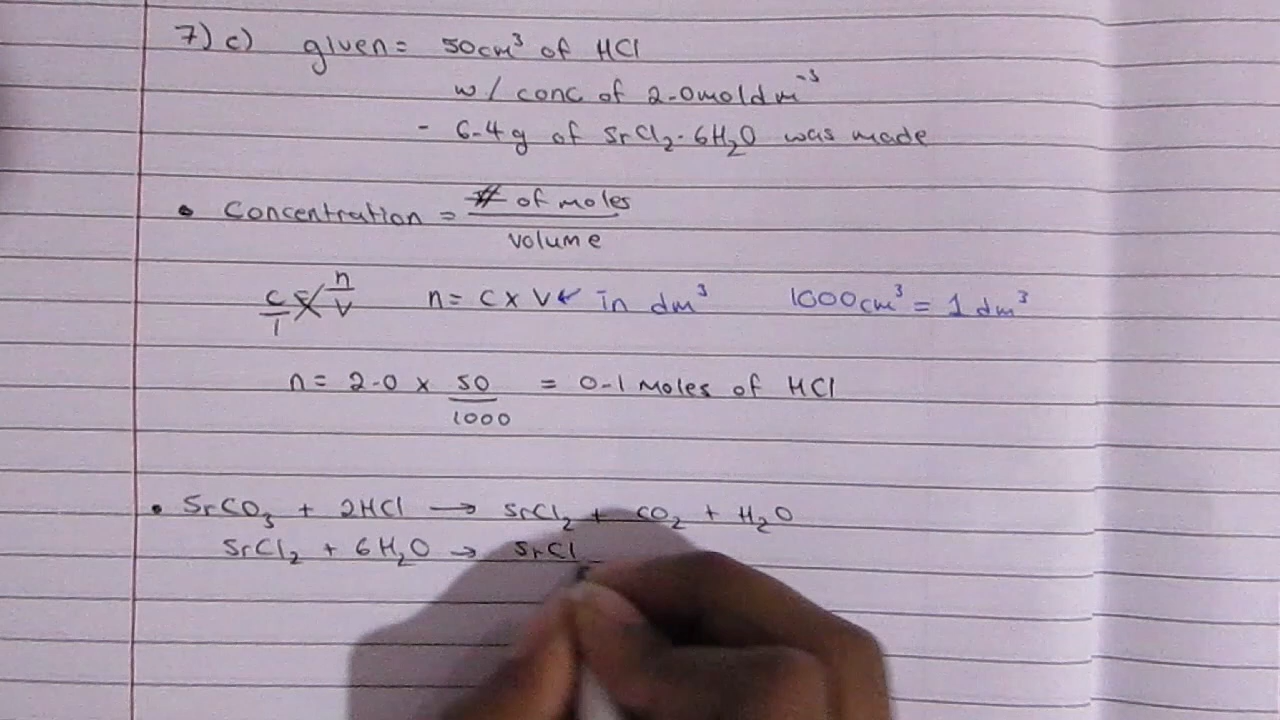 7) c) given = 50cm³ of HCl
w/ conc of 2.0moldm⁻³
- 6.4g of SrCl₂.6H₂O was made
• Concentration = # of moles
volume
c/1 = n/v n = c x v ← in dm³ 1000cm³ = 1dm³
n = 2.0 x 50 = 0.1 Moles of HCl
1000
• SrCO₃ + 2HCl → SrCl₂ + CO₂ + H₂O
SrCl₂ + 6H₂O → SrCl